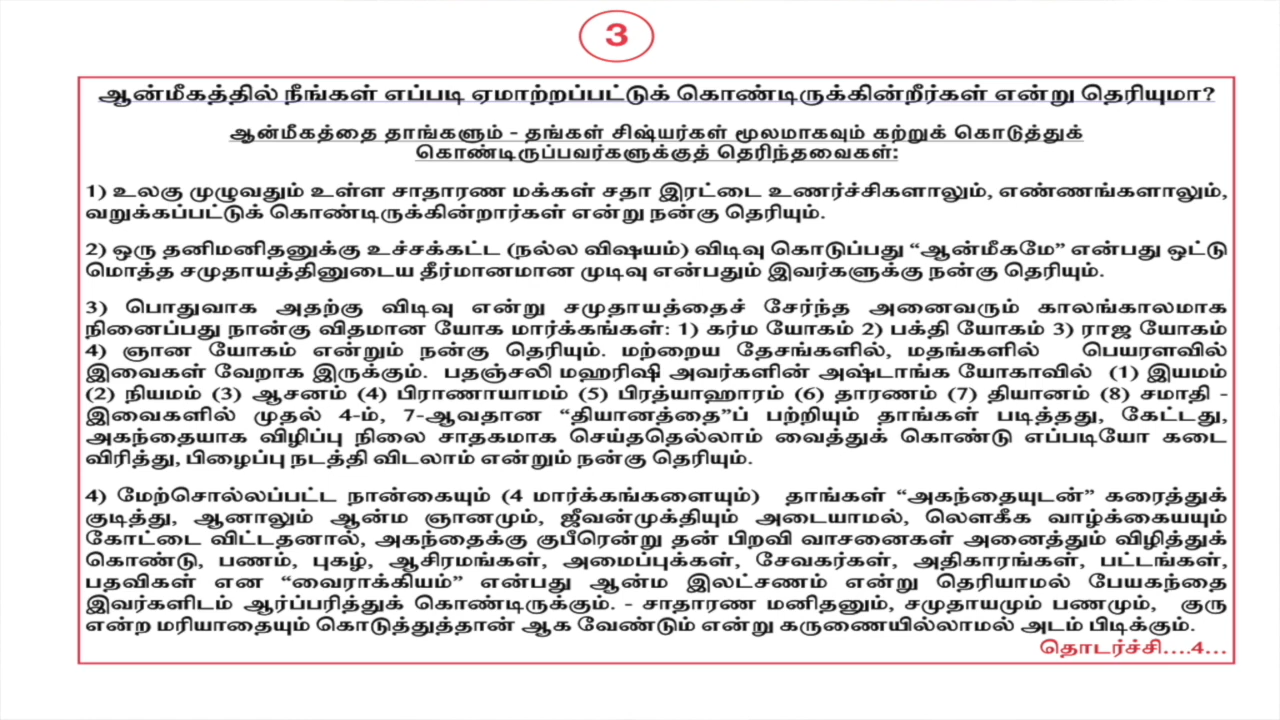 3
ஆன்மீகத்தில் நீங்கள் எப்படி ஏமாற்றப்பட்டுக் கொண்டிருக்கின்றீர்கள் என்று தெரியுமா?
ஆன்மீகத்தை தாங்களும் - தங்கள் சிஷ்யர்கள் மூலமாகவும் கற்றுக் கொடுத்துக்
கொண்டிருப்பவர்களுக்குத் தெரிந்தவைகள்:
1) உலகு முழுவதும் உள்ள சாதாரண மக்கள் சதா இரட்டை உணர்ச்சிகளாலும், எண்ணங்களாலும்,
வறுக்கப்பட்டுக் கொண்டிருக்கின்றார்கள் என்று நன்கு தெரியும்.
2) ஒரு தனிமனிதனுக்கு உச்சக்கட்ட (நல்ல விஷயம்) விடிவு கொடுப்பது “ஆன்மீகமே” என்பது ஒட்டு
மொத்த சமுதாயத்தினுடைய தீர்மானமான முடிவு என்பதும் இவர்களுக்கு நன்கு தெரியும்.
3) பொதுவாக அதற்கு விடிவு என்று சமுதாயத்தைச் சேர்ந்த அனைவரும் காலங்காலமாக
நினைப்பது நான்கு விதமான யோக மார்க்கங்கள்: 1) கர்ம யோகம் 2) பக்தி யோகம் 3) ராஜ யோகம்
4) ஞான யோகம் என்றும் நன்கு தெரியும். மற்றைய தேசங்களில், மதங்களில் பெயரளவில்
இவைகள் வேறாக இருக்கும். பதஞ்சலி மஹரிஷி அவர்களின் அஷ்டாங்க யோகாவில் (1) இயமம்
(2) நியமம் (3) ஆசனம் (4) பிராணாயாமம் (5) பிரத்யாஹாரம் (6) தாரணம் (7) தியானம் (8) சமாதி -
இவைகளில் முதல் 4-ம், 7-ஆவதான “தியானத்தை”ப் பற்றியும் தாங்கள் படித்தது, கேட்டது,
அகந்தையாக விழிப்பு நிலை சாதகமாக செய்ததெல்லாம் வைத்துக் கொண்டு எப்படியோ கடை
விரித்து, பிழைப்பு நடத்தி விடலாம் என்றும் நன்கு தெரியும்.
4) மேற்சொல்லப்பட்ட நான்கையும் (4 மார்க்கங்களையும்) தாங்கள் “அகந்தையுடன்” கரைத்துக்
குடித்து, ஆனாலும் ஆன்ம ஞானமும், ஜீவன்முக்தியும் அடையாமல், லௌகீக வாழ்க்கையயும்
கோட்டை விட்டதனால், அகந்தைக்கு குபீரென்று தன் பிறவி வாசனைகள் அனைத்தும் விழித்துக்
கொண்டு, பணம், புகழ், ஆசிரமங்கள், அமைப்புக்கள், சேவகர்கள், அதிகாரங்கள், பட்டங்கள்,
பதவிகள் என “வைராக்கியம்” என்பது ஆன்ம இலட்சணம் என்று தெரியாமல் பேயகந்தை
இவர்களிடம் ஆர்ப்பரித்துக் கொண்டிருக்கும். - சாதாரண மனிதனும், சமுதாயமும் பணமும், குரு
என்ற மரியாதையும் கொடுத்துத்தான் ஆக வேண்டும் என்று கருணையில்லாமல் அடம் பிடிக்கும்.
தொடர்ச்சி....4...